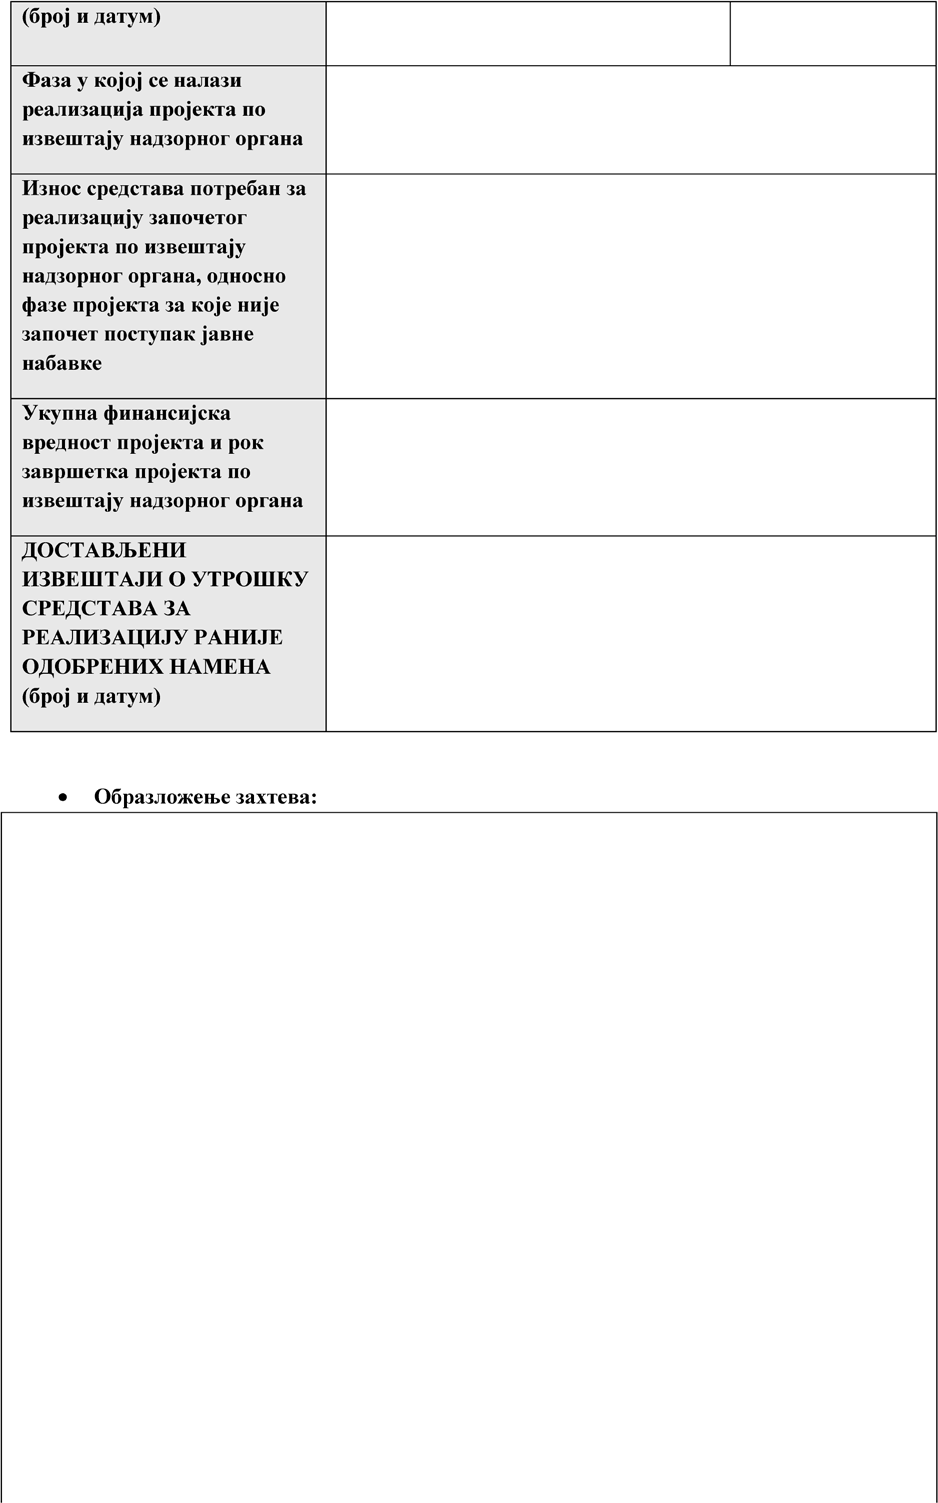 (број и датум)
Фаза у којој се налази
реализација пројекта по
извештају надзорног органа
Износ средстава потребан за
реализацију започетог
пројекта по извештају
надзорног органа, односно
фазе пројекта за које није
започет поступак јавне
набавке
Укупна финансијска
вредност пројекта и рок
завршетка пројекта по
извештају надзорног органа
ДОСТАВЉЕНИ
ИЗВЕШТАЈИ О УТРОШКУ
СРЕДСТАВА ЗА
РЕАЛИЗАЦИЈУ РАНИЈЕ
ОДОБРЕНИХ НАМЕНА
(број и датум)
• Образложење захтева: